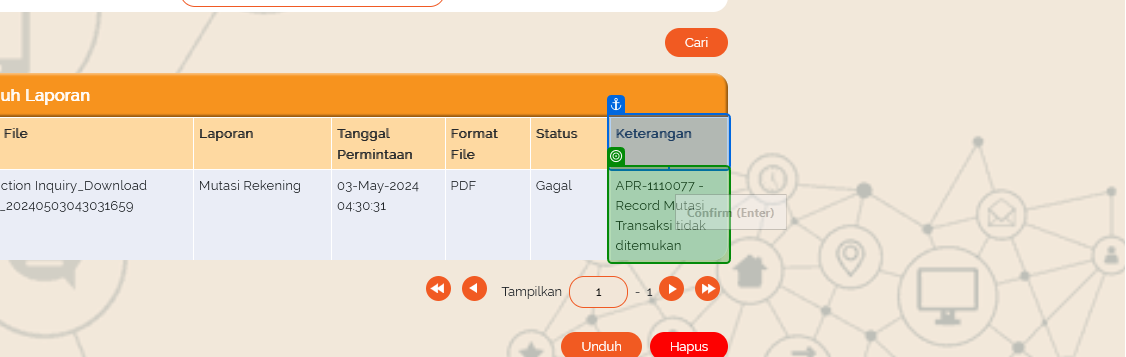 Cari
uh Laporan
File Laporan Tanggal Permintaan Format File Status Keterangan
ction Inquiry_Download Mutasi Rekening 03-May-2024 PDF Gagal APR-1110077 -
_20240503043031659 04:30:31 Record Mutasi
Confirm (Enter)
Transaksi tidak
ditemukan
Tampilkan 1 - 1
Unduh Hapus